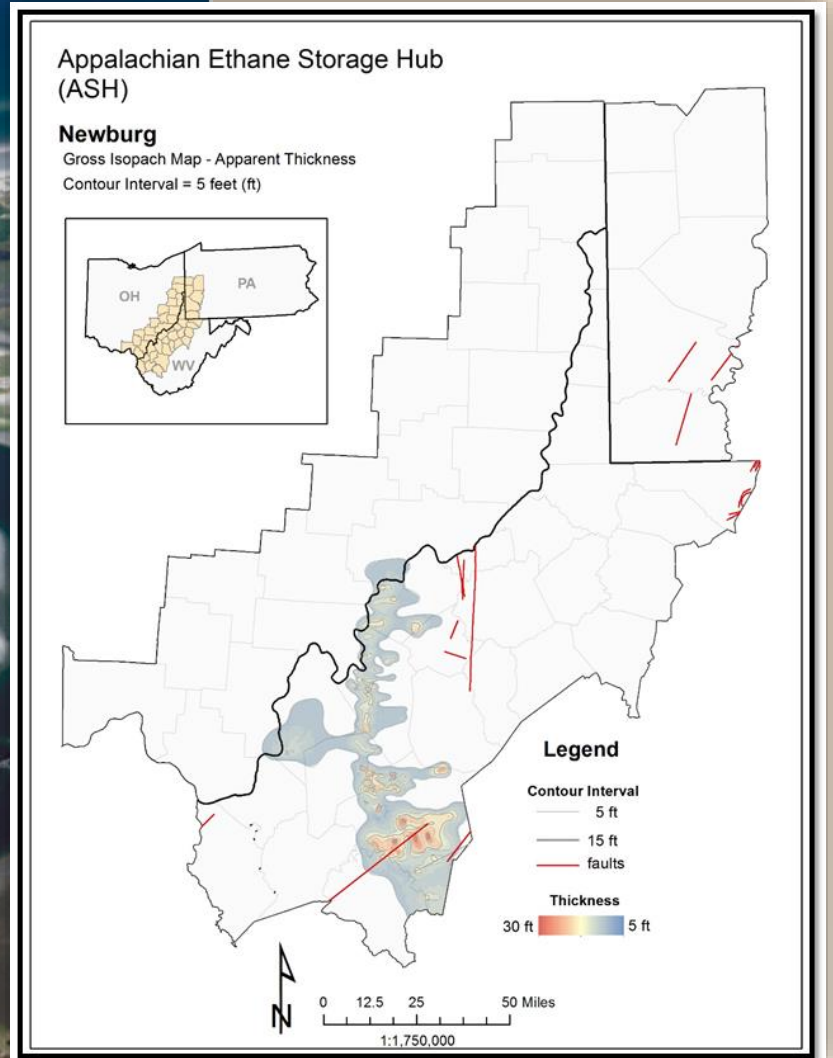 Appalachian Ethane Storage Hub
(ASH)
Newburg
Gross Isopach Map - Apparent Thickness
Contour Interval = 5 feet (ft)
OH
PA
WV
Legend
Contour Interval
5 ft
15 ft
faults
Thickness
30 ft
5 ft
N
0 12.5 25 50 Miles
1:1,750,000